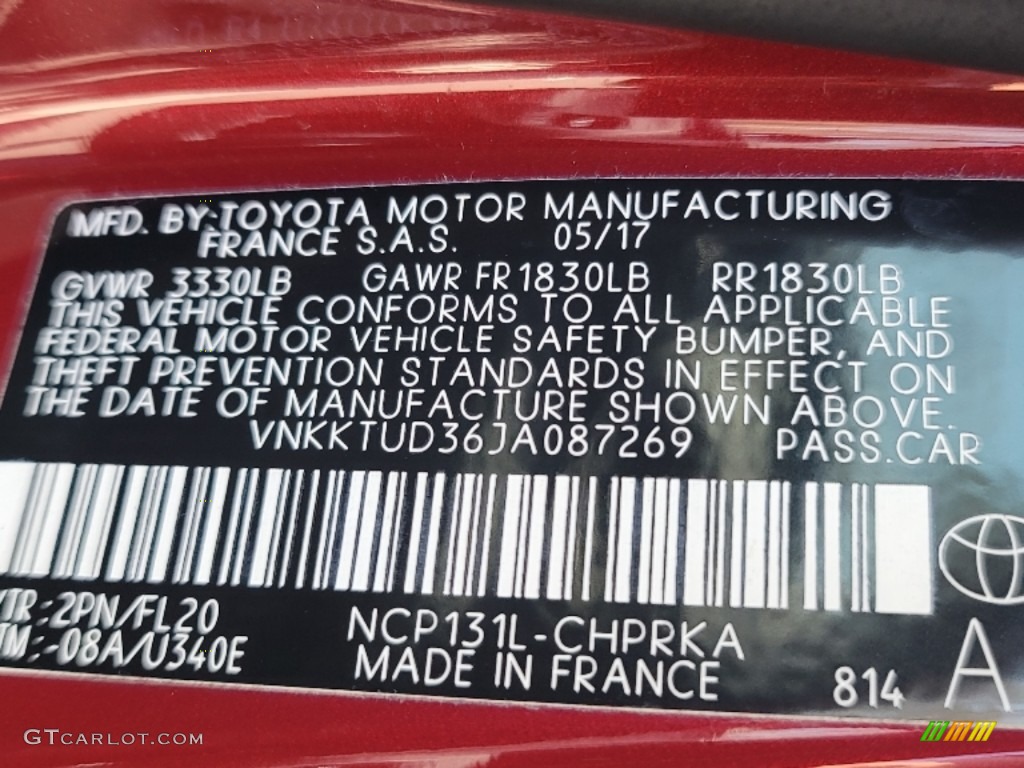 MFD. BY:TOYOTA MOTOR MANUFACTURING
FRANCE S.A.S. 05/17
GVWR 3330LB GAWR FR1830LB RR1830LB
THIS VEHICLE CONFORMS TO ALL APPLICABLE
FEDERAL MOTOR VEHICLE SAFETY BUMPER, AND
THEFT PREVENTION STANDARDS IN EFFECT ON
THE DATE OF MANUFACTURE SHOWN ABOVE.
VNKKTUD36JA087269 PASS.CAR
/TR:2PN/FL20
TM:-08A/U340E
NCP131L-CHPRKA
MADE IN FRANCE
814 A
GTCARLOT.COM